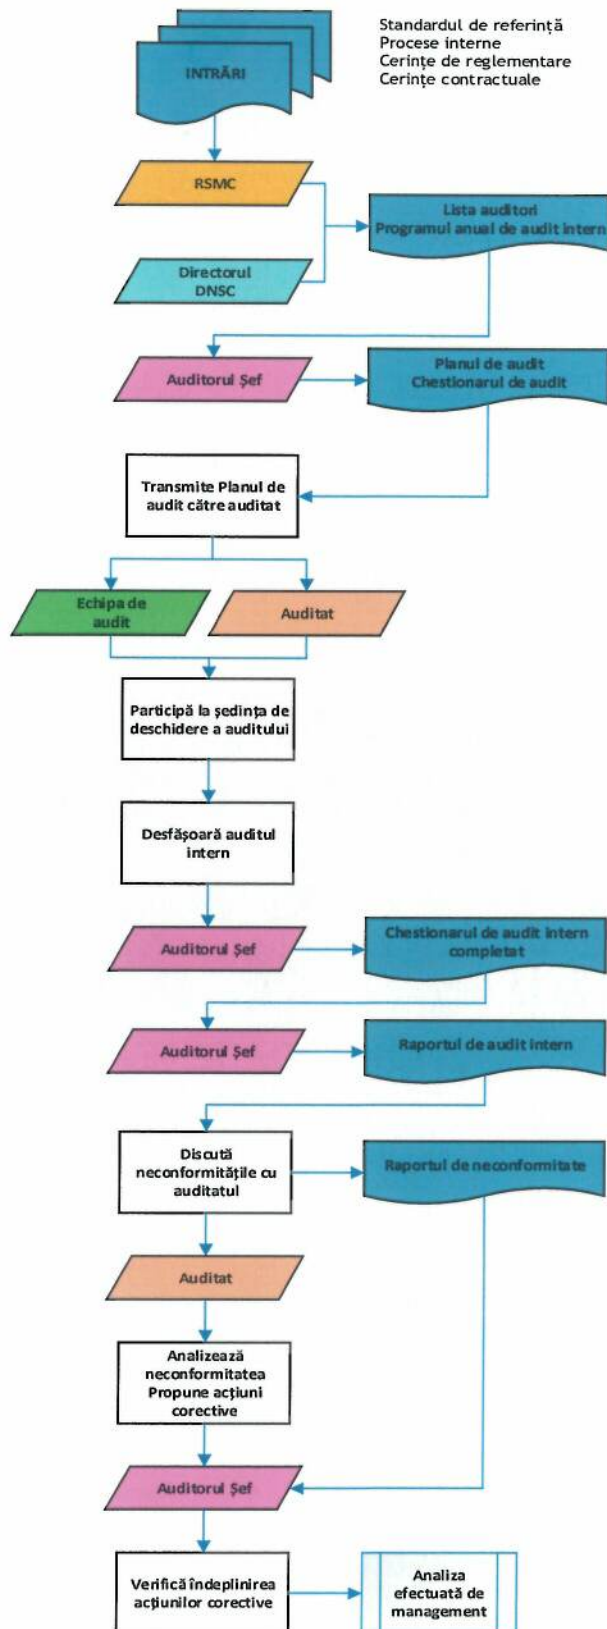 Standardul de referință
Procese interne
Cerințe de reglementare
Cerințe contractuale
INTRĂRI
RSMC
Lista auditori
Programul anual de audit intern
Directorul
DNSC
Auditorul Șef
Planul de audit
Chestionarul de audit
Transmite Planul de
audit către auditat
Echipa de
audit
Auditat
Participă la ședința de
deschidere a auditului
Desfășoară auditul
intern
Auditorul Șef
Chestionarul de audit intern
completat
Auditorul Șef
Raportul de audit intern
Discută
neconformitățile cu
auditatul
Raportul de neconformitate
Auditat
Analizează
neconformitatea
Propune acțiuni
corective
Auditorul Șef
Verifică îndeplinirea
acțiunilor corective
Analiza
efectuată de
management